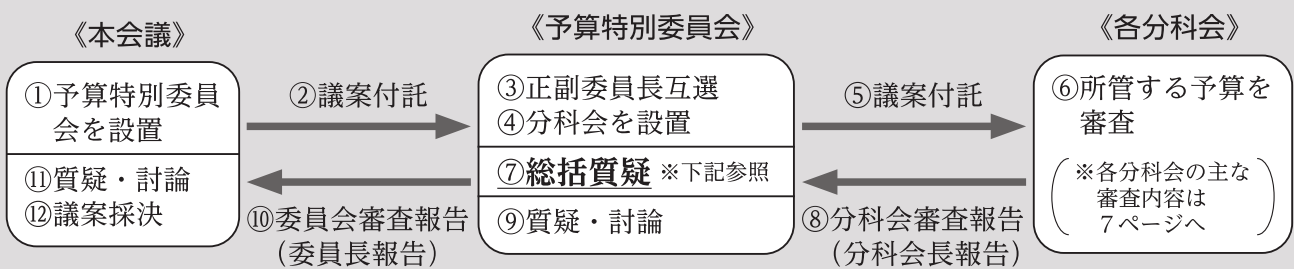 《本会議》
①予算特別委員
会を設置
⑪質疑・討論
⑫議案採決
②議案付託
⑩委員会審査報告
（委員長報告）
《予算特別委員会》
③正副委員長互選
④分科会を設置
⑦総括質疑 ※下記参照
⑨質疑・討論
⑤議案付託
⑧分科会審査報告
（分科会長報告）
《各分科会》
⑥所管する予算を
審査
※各分科会の主な
審査内容は
7ページへ